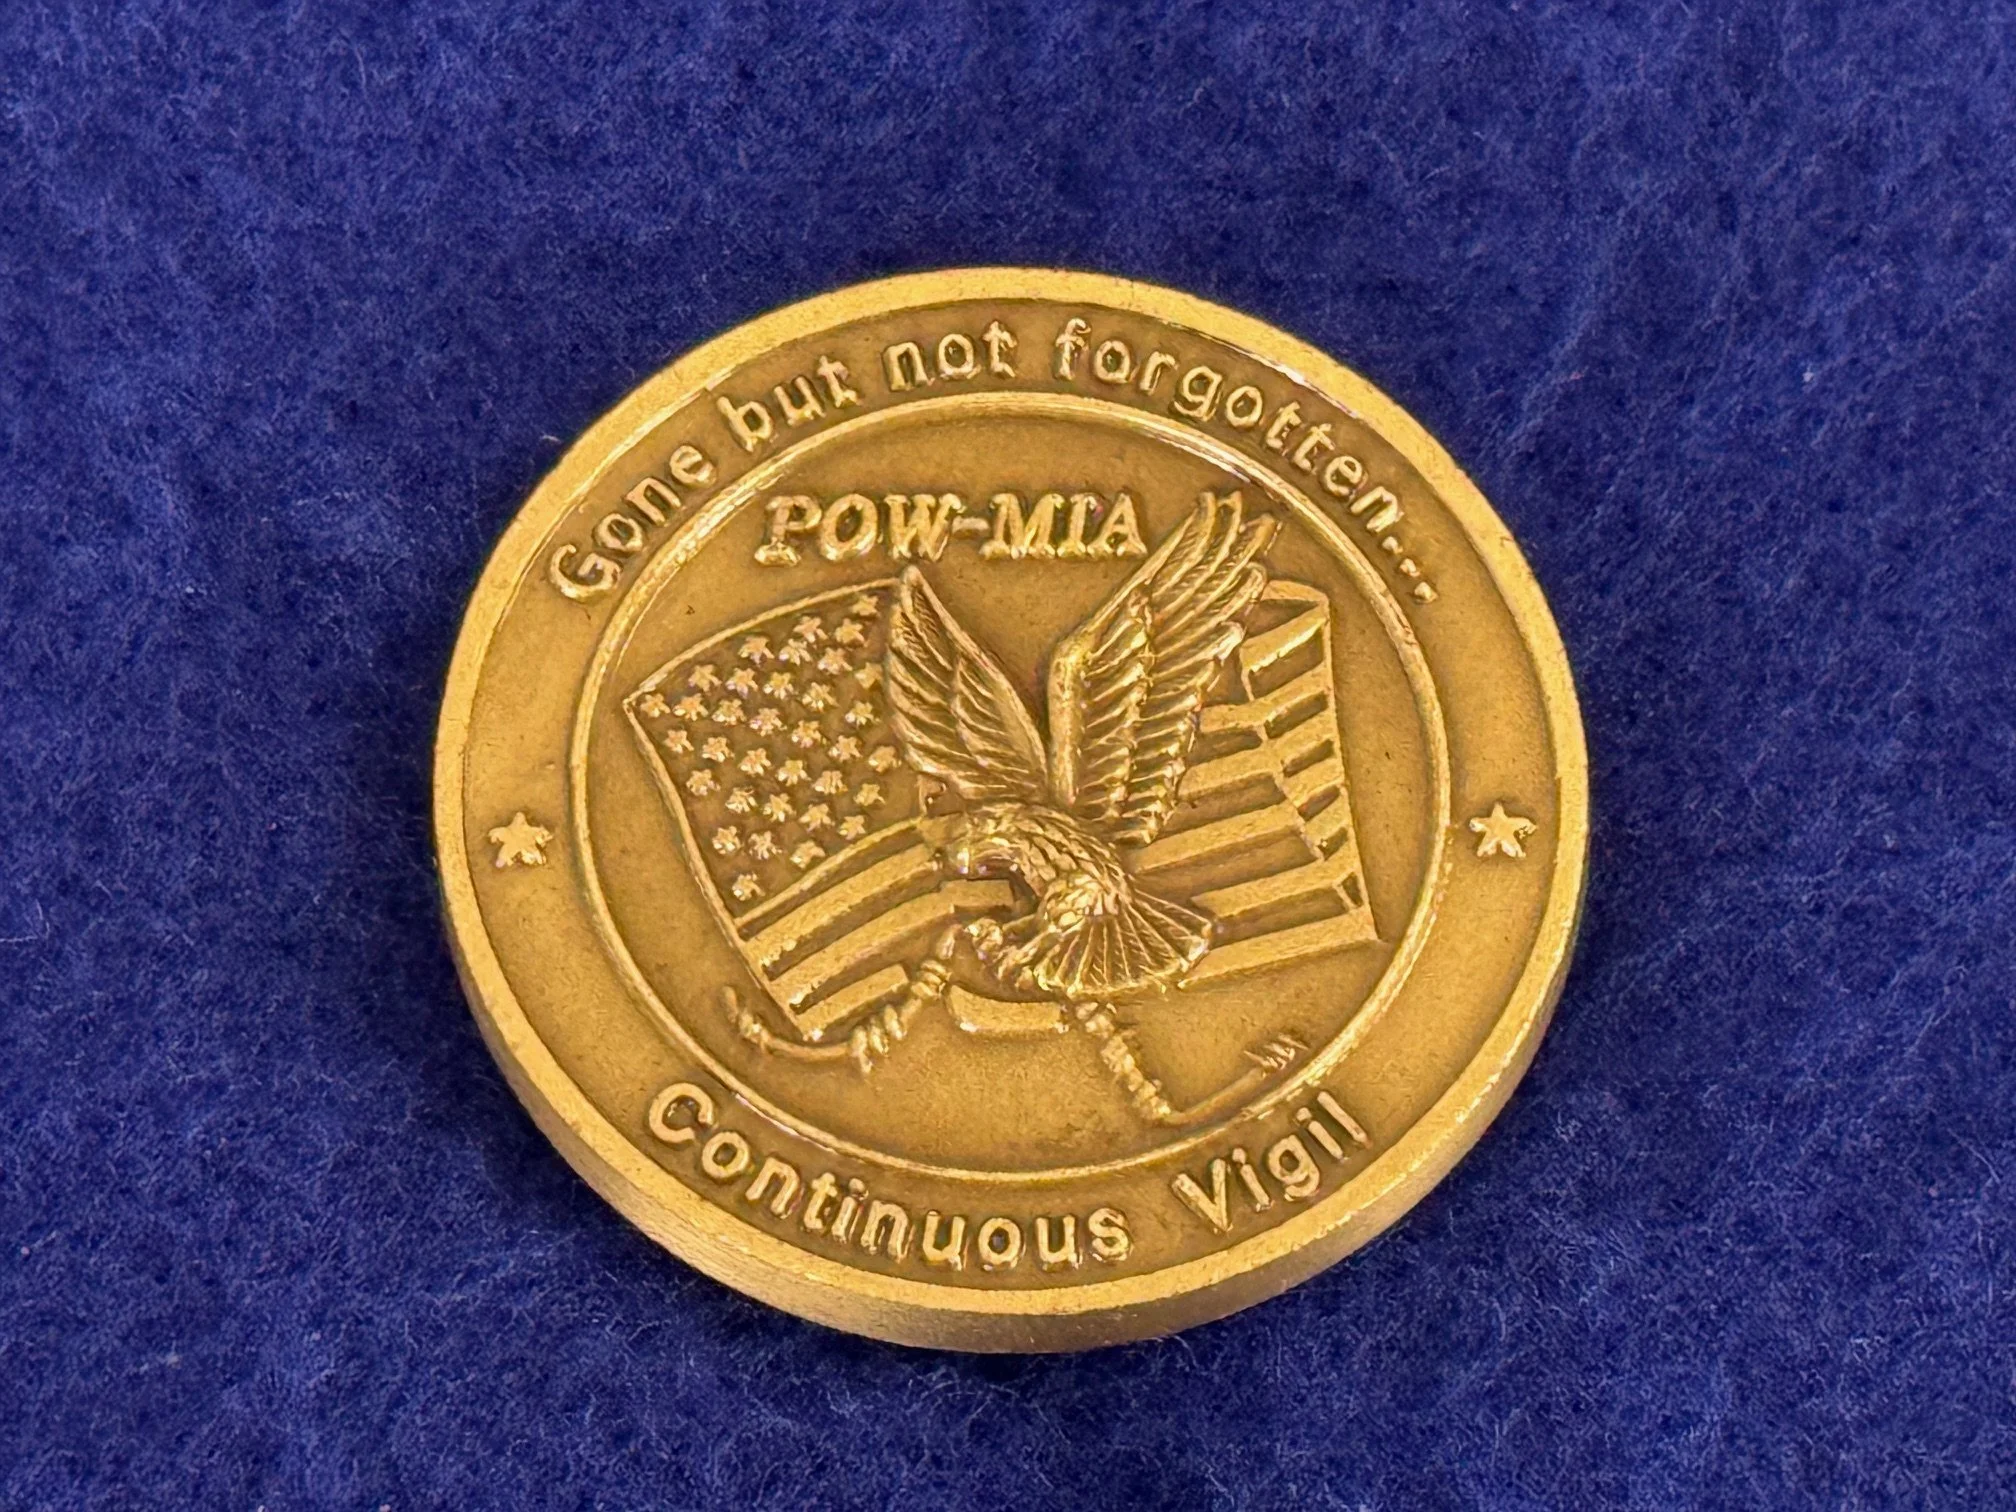 Gone but not forgotten...
POW-MIA
Continuous Vigil